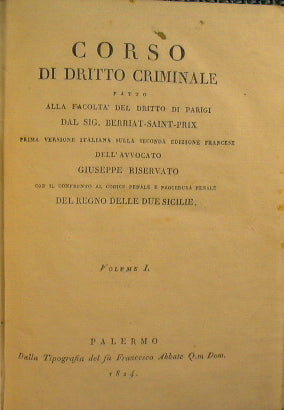 CORSO
DI DRITTO CRIMINALE
FATTO
ALLA FACOLTA' DEL DRITTO DI PARIGI
DAL SIG. BERRIAT-SAINT-PRIX
PRIMA VERSIONE ITALIANA SULLA SECONDA EDIZIONE FRANCESE
DELL'AVVOCATO
GIUSEPPE RISERVATO
CON IL CONFRONTO AL CODICE PENALE E PROCEDURA PENALE
DEL REGNO DELLE DUE SICILIE.
VOLUME I.
PALERMO
Dalla Tipografia del fu Francesco Abbate Q.m Dom.
1824.